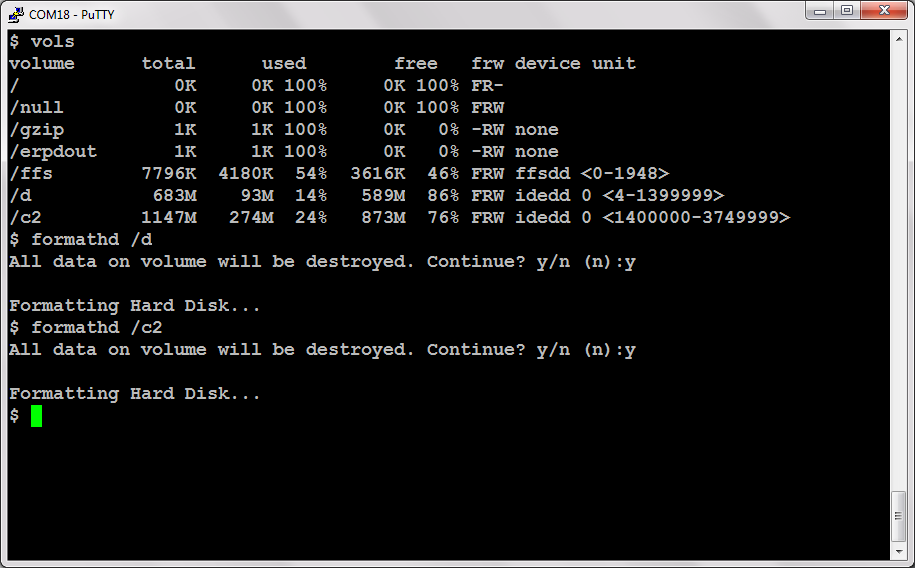 COM18 - PuTTY
$ vols
volume      total      used        free   frw device unit
/              0K     0K 100%     0K 100% FR-
/null          0K     0K 100%     0K 100% FRW
/gzip          1K     1K 100%     0K   0% -RW none
/erpdout       1K     1K 100%     0K   0% -RW none
/ffs        7796K  4180K  54%  3616K  46% FRW ffsdd <0-1948>
/d           683M    93M  14%   589M  86% FRW idedd 0 <4-1399999>
/c2         1147M   274M  24%   873M  76% FRW idedd 0 <1400000-3749999>
$ formathd /d
All data on volume will be destroyed. Continue? y/n (n):y
Formatting Hard Disk...
$ formathd /c2
All data on volume will be destroyed. Continue? y/n (n):y
Formatting Hard Disk...
$